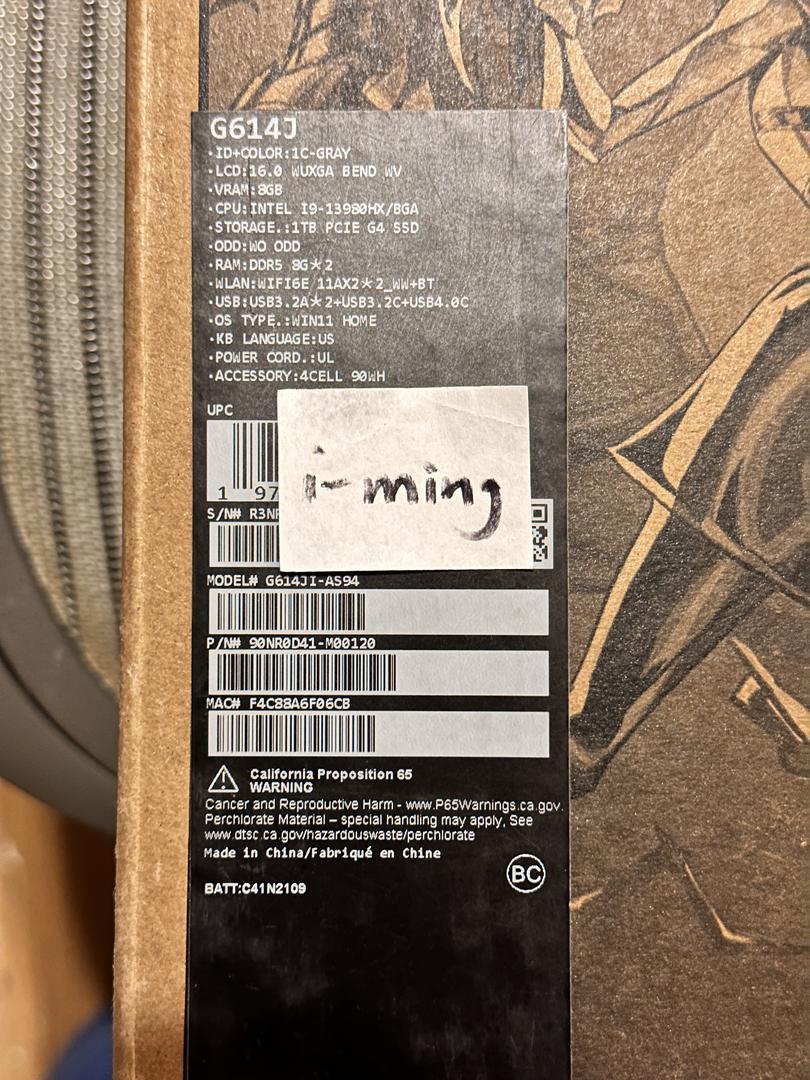 G614J
·ID+COLOR:1C-GRAY
·LCD:16.0 WUXGA BEND WV
·VRAM:8GB
·CPU:INTEL I9-13980HX/BGA
·STORAGE.:1TB PCIE G4 SSD
·ODD:WO ODD
·RAM:DDR5 8G*2
·WLAN:WIFI6E 11AX2*2_WW+BT
·USB:USB3.2A*2+USB3.2C+USB4.0C
·OS TYPE.:WIN11 HOME
·KB LANGUAGE:US
·POWER CORD.:UL
·ACCESSORY:4CELL 90WH
UPC
i-ming
1 97
S/N# R3N
MODEL# G614JI-AS94
P/N# 90NR0D41-M00120
MAC# F4C88A6F06CB
California Proposition 65
WARNING
Cancer and Reproductive Harm - www.P65Warnings.ca.gov.
Perchlorate Material – special handling may apply, See
www.dtsc.ca.gov/hazardouswaste/perchlorate
Made in China/Fabriqué en Chine
BC
BATT:C41N2109